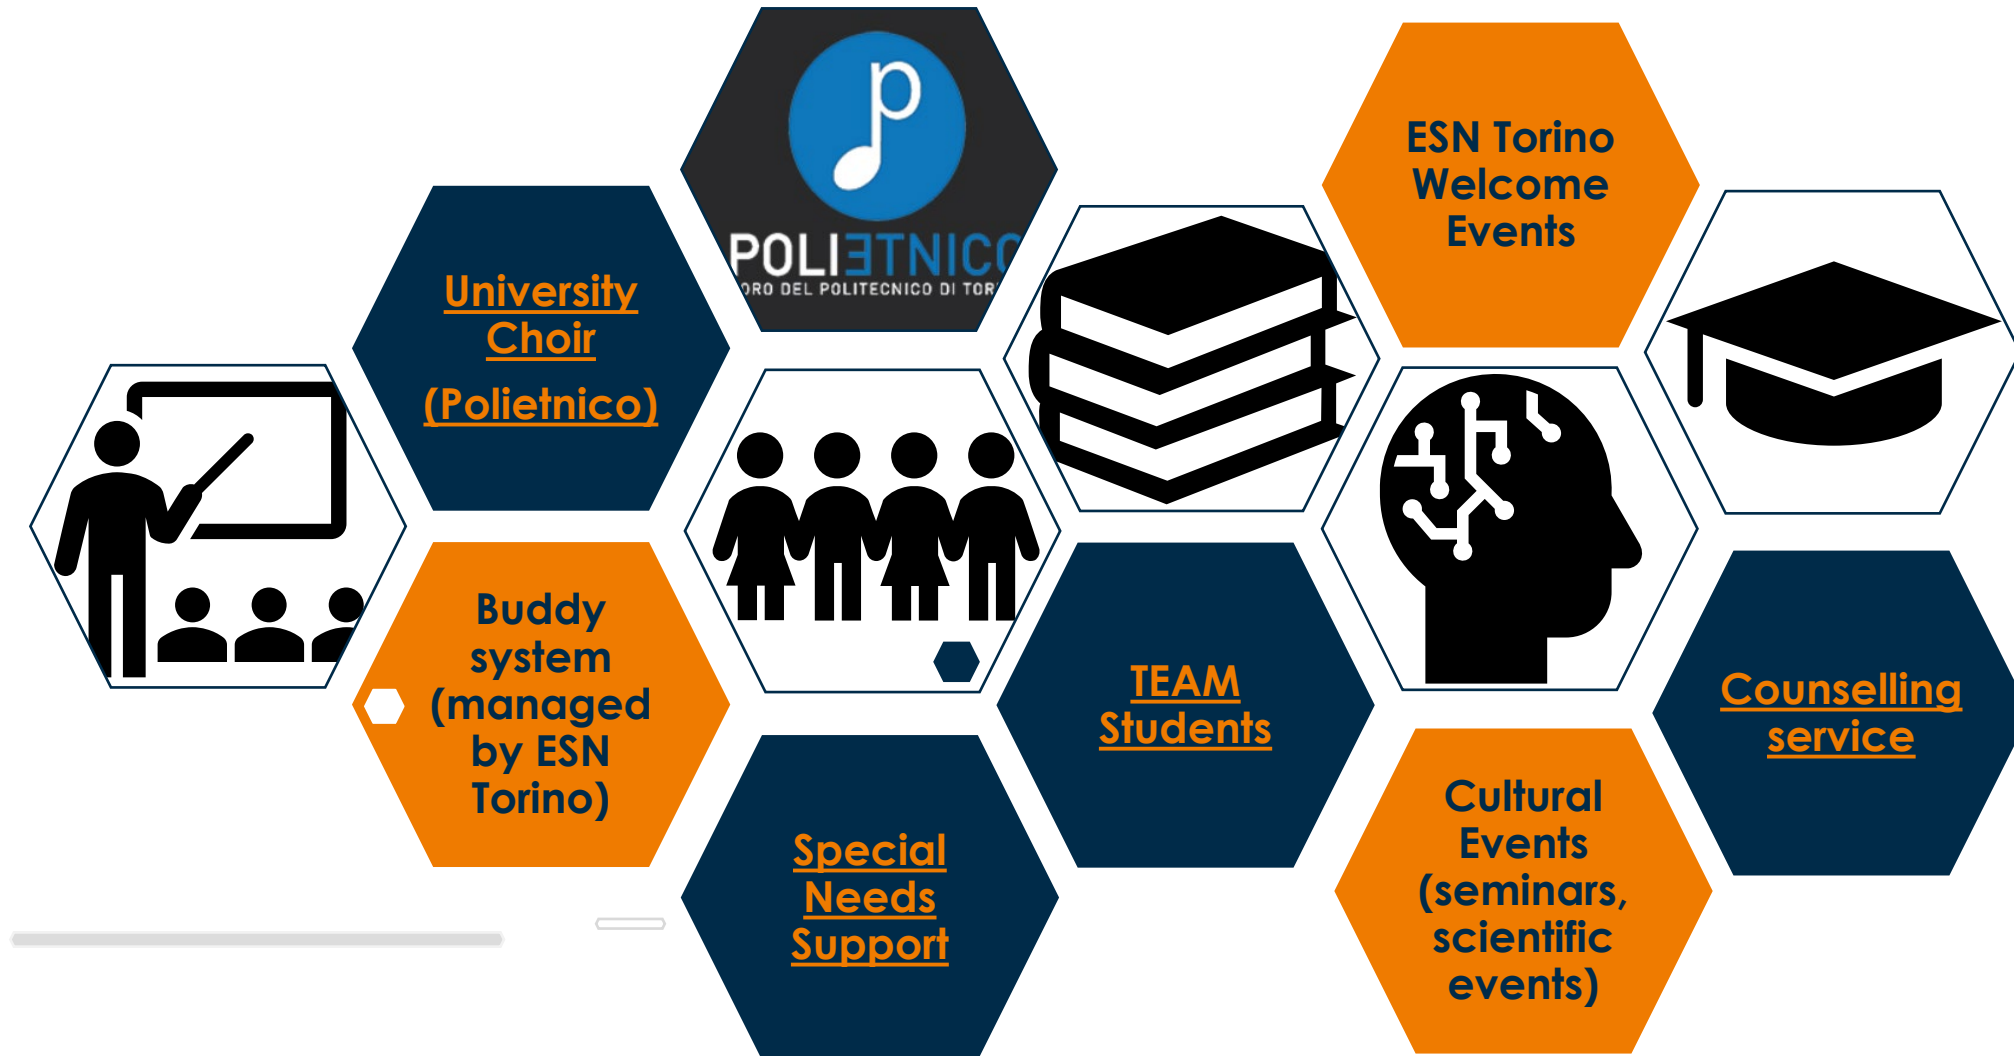 POLIETNICO
ORO DEL POLITECNICO DI TOR
University
Choir
(Polietnico)
ESN Torino
Welcome
Events
Buddy
system
(managed
by ESN
Torino)
TEAM
Students
Counselling
service
Special
Needs
Support
Cultural
Events
(seminars,
scientific
events)